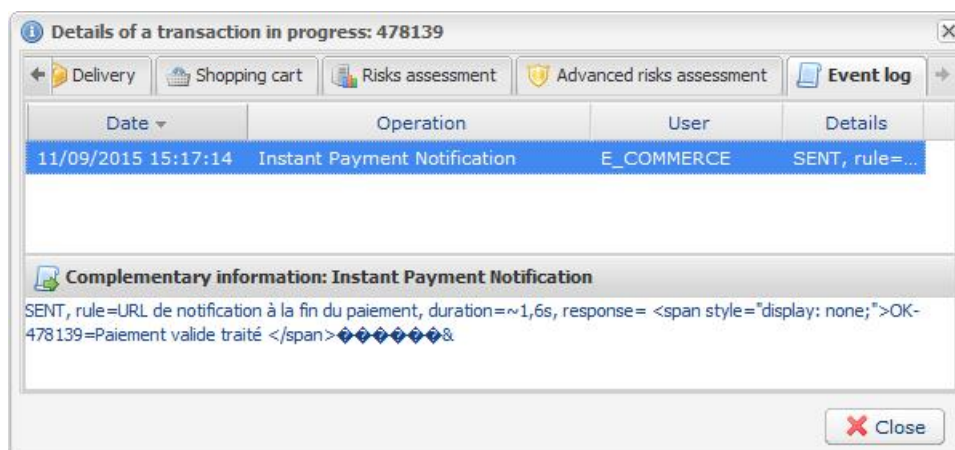 Details of a transaction in progress: 478139
Delivery Shopping cart Risks assessment Advanced risks assessment Event log
Date Operation User Details
11/09/2015 15:17:14 Instant Payment Notification E_COMMERCE SENT, rule=...
Complementary information: Instant Payment Notification
SENT, rule=URL de notification à la fin du paiement, duration=~1,6s, response= <span style="display: none;">OK-
478139=Paiement valide traité </span>������&
Close